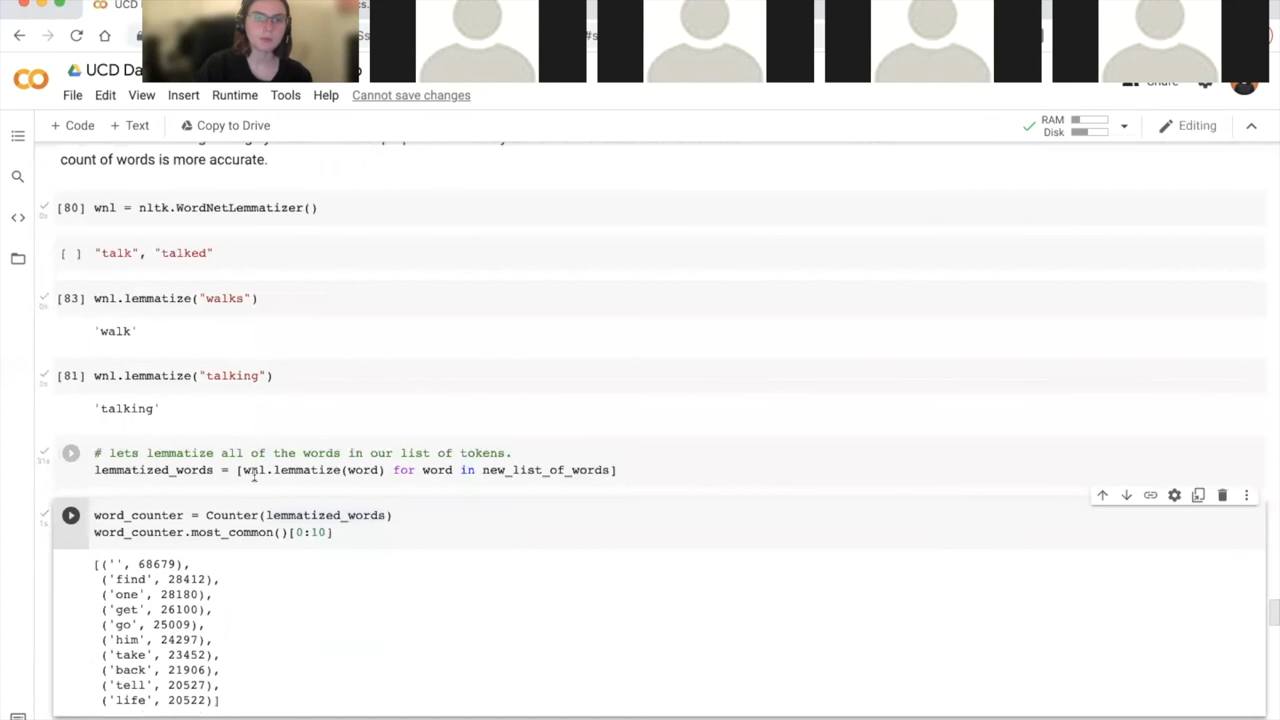 UCD Da
File Edit View Insert Runtime Tools Help Cannot save changes
+ Code + Text Copy to Drive
RAM
Disk
Editing
count of words is more accurate.
[80] wnl = nltk.WordNetLemmatizer()
[ ] "talk", "talked"
[83] wnl.lemmatize("walks")
'walk'
[81] wnl.lemmatize("talking")
'talking'
# lets lemmatize all of the words in our list of tokens.
lemmatized_words = [wnl.lemmatize(word) for word in new_list_of_words]
word_counter = Counter(lemmatized_words)
word_counter.most_common()[0:10]
[('', 68679),
('find', 28412),
('one', 28180),
('get', 26100),
('go', 25009),
('him', 24297),
('take', 23452),
('back', 21906),
('tell', 20527),
('life', 20522)]